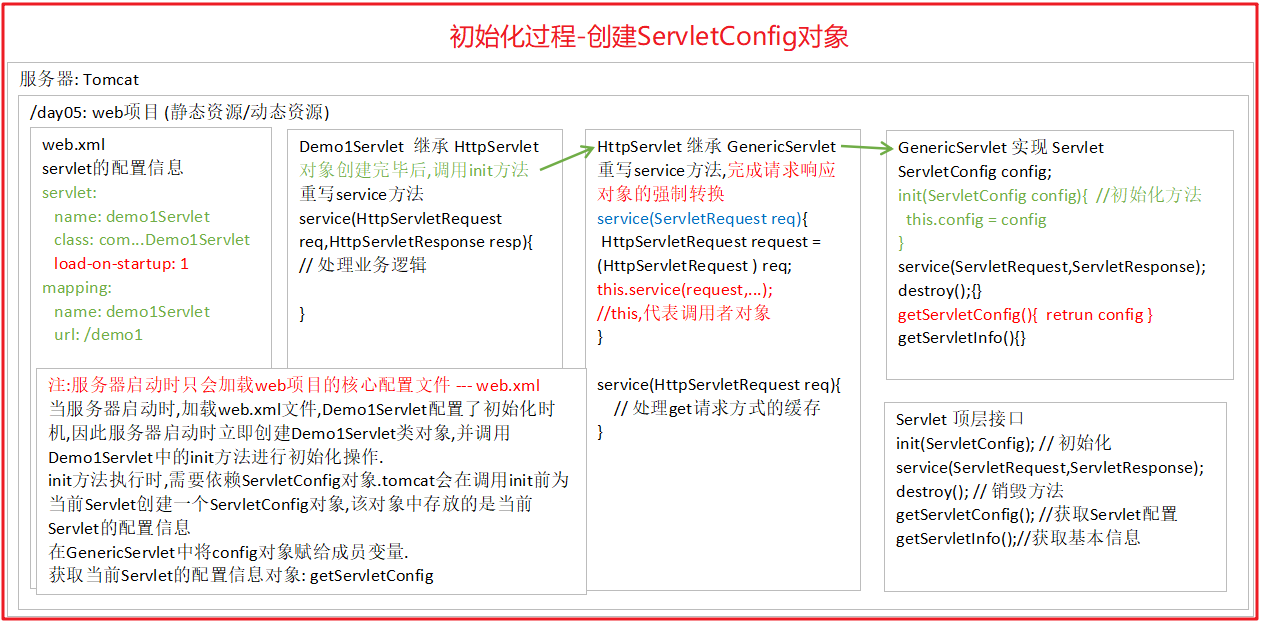 初始化过程-创建ServletConfig对象
服务器: Tomcat
/day05: web项目 (静态资源/动态资源)
web.xml
servlet的配置信息
servlet:
name: demo1Servlet
class: com...Demo1Servlet
load-on-startup: 1
mapping:
name: demo1Servlet
url: /demo1
Demo1Servlet 继承 HttpServlet
对象创建完毕后,调用init方法
重写service方法
service(HttpServletRequest
req,HttpServletResponse resp){
// 处理业务逻辑
}
HttpServlet 继承 GenericServlet
重写service方法,完成请求响应
对象的强制转换
service(ServletRequest req){
HttpServletRequest request =
(HttpServletRequest ) req;
this.service(request,...);
//this,代表调用者对象
}
service(HttpServletRequest req){
// 处理get请求方式的缓存
}
GenericServlet 实现 Servlet
ServletConfig config;
init(ServletConfig config){ //初始化方法
this.config = config
}
service(ServletRequest,ServletResponse);
destroy();{}
getServletConfig(){ retrun config }
getServletInfo(){}
Servlet 顶层接口
init(ServletConfig); // 初始化
service(ServletRequest,ServletResponse);
destroy(); // 销毁方法
getServletConfig(); //获取Servlet配置
getServletInfo();//获取基本信息
注:服务器启动时只会加载web项目的核心配置文件 --- web.xml
当服务器启动时,加载web.xml文件,Demo1Servlet配置了初始化时
机,因此服务器启动时立即创建Demo1Servlet类对象,并调用
Demo1Servlet中的init方法进行初始化操作.
init方法执行时,需要依赖ServletConfig对象.tomcat会在调用init前为
当前Servlet创建一个ServletConfig对象,该对象中存放的是当前
Servlet的配置信息
在GenericServlet中将config对象赋给成员变量.
获取当前Servlet的配置信息对象: getServletConfig